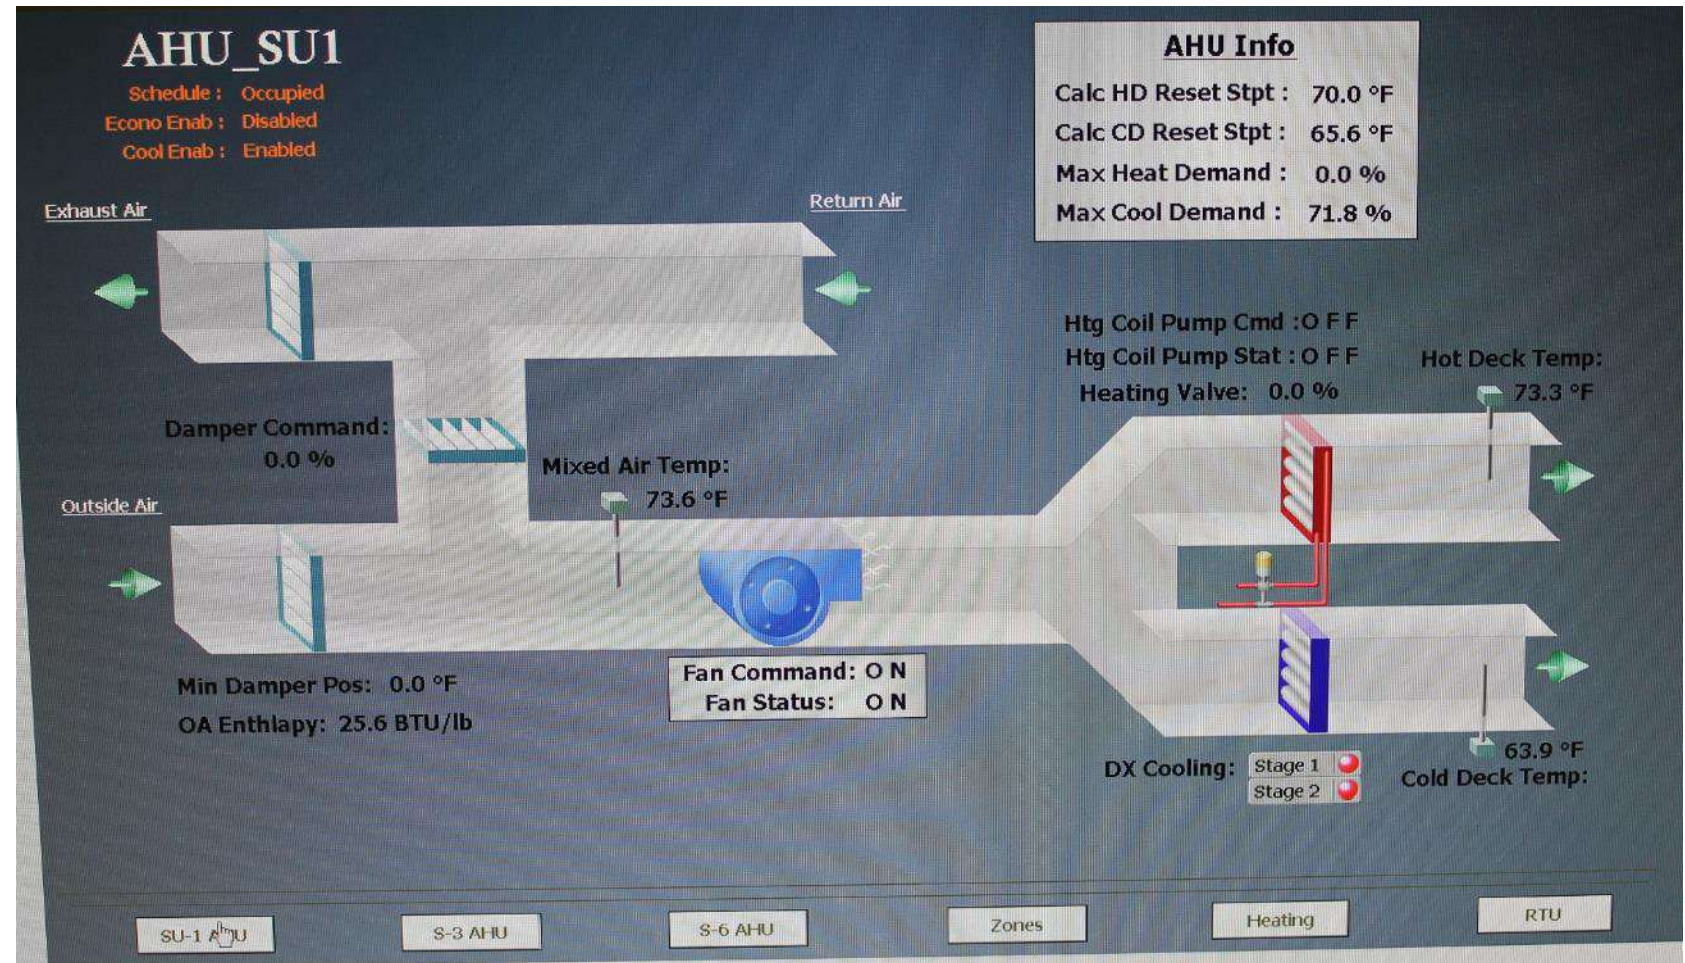 AHU_SU1
Schedule : Occupied
Econo Enab : Disabled
Cool Enab : Enabled
AHU Info
Calc HD Reset Stpt : 70.0 °F
Calc CD Reset Stpt : 65.6 °F
Max Heat Demand : 0.0 %
Max Cool Demand : 71.8 %
Exhaust Air
Return Air
Htg Coil Pump Cmd :O F F
Htg Coil Pump Stat : O F F
Heating Valve: 0.0 %
Hot Deck Temp:
73.3 °F
Damper Command:
0.0 %
Mixed Air Temp:
73.6 °F
Outside Air
Min Damper Pos: 0.0 °F
OA Enthlapy: 25.6 BTU/lb
Fan Command: O N
Fan Status: O N
DX Cooling:
Stage 1
Stage 2
63.9 °F
Cold Deck Temp:
SU-1 AHU
S-3 AHU
S-6 AHU
Zones
Heating
RTU